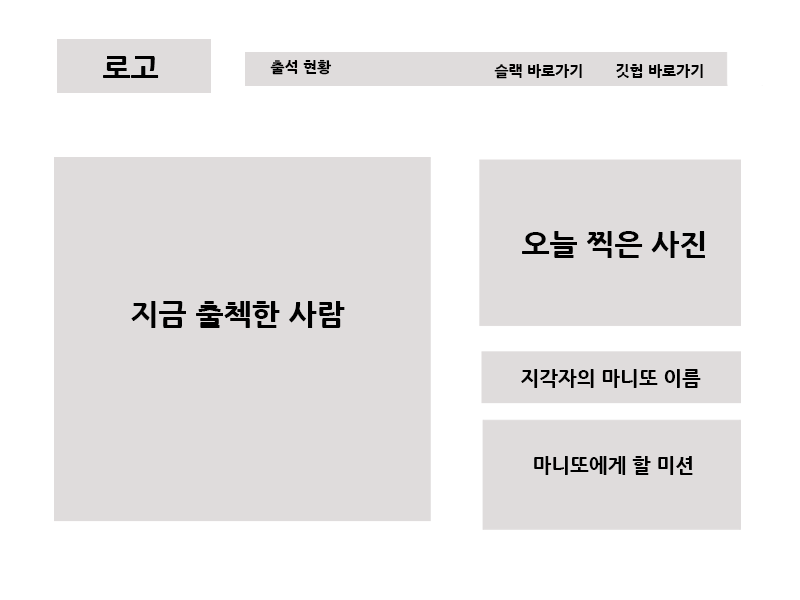 로고
출석 현황
슬랙 바로가기
깃헙 바로가기
지금 출첵한 사람
오늘 찍은 사진
지각자의 마니또 이름
마니또에게 할 미션